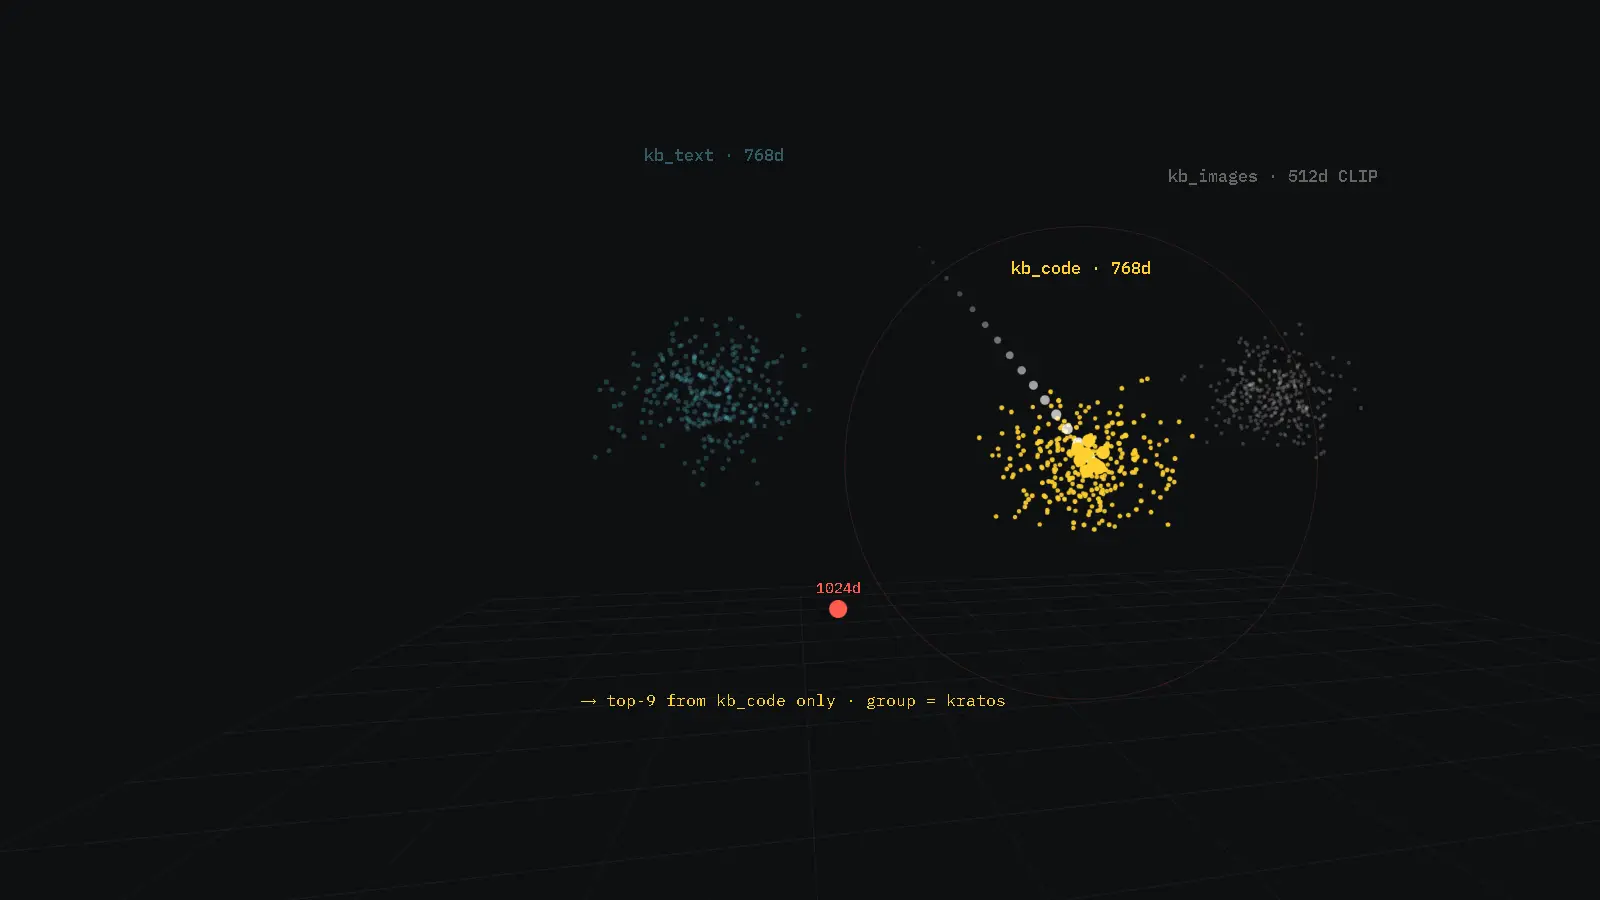 kb_text · 768d
kb_images · 512d CLIP
kb_code · 768d
1024d
→ top-9 from kb_code only · group = kratos